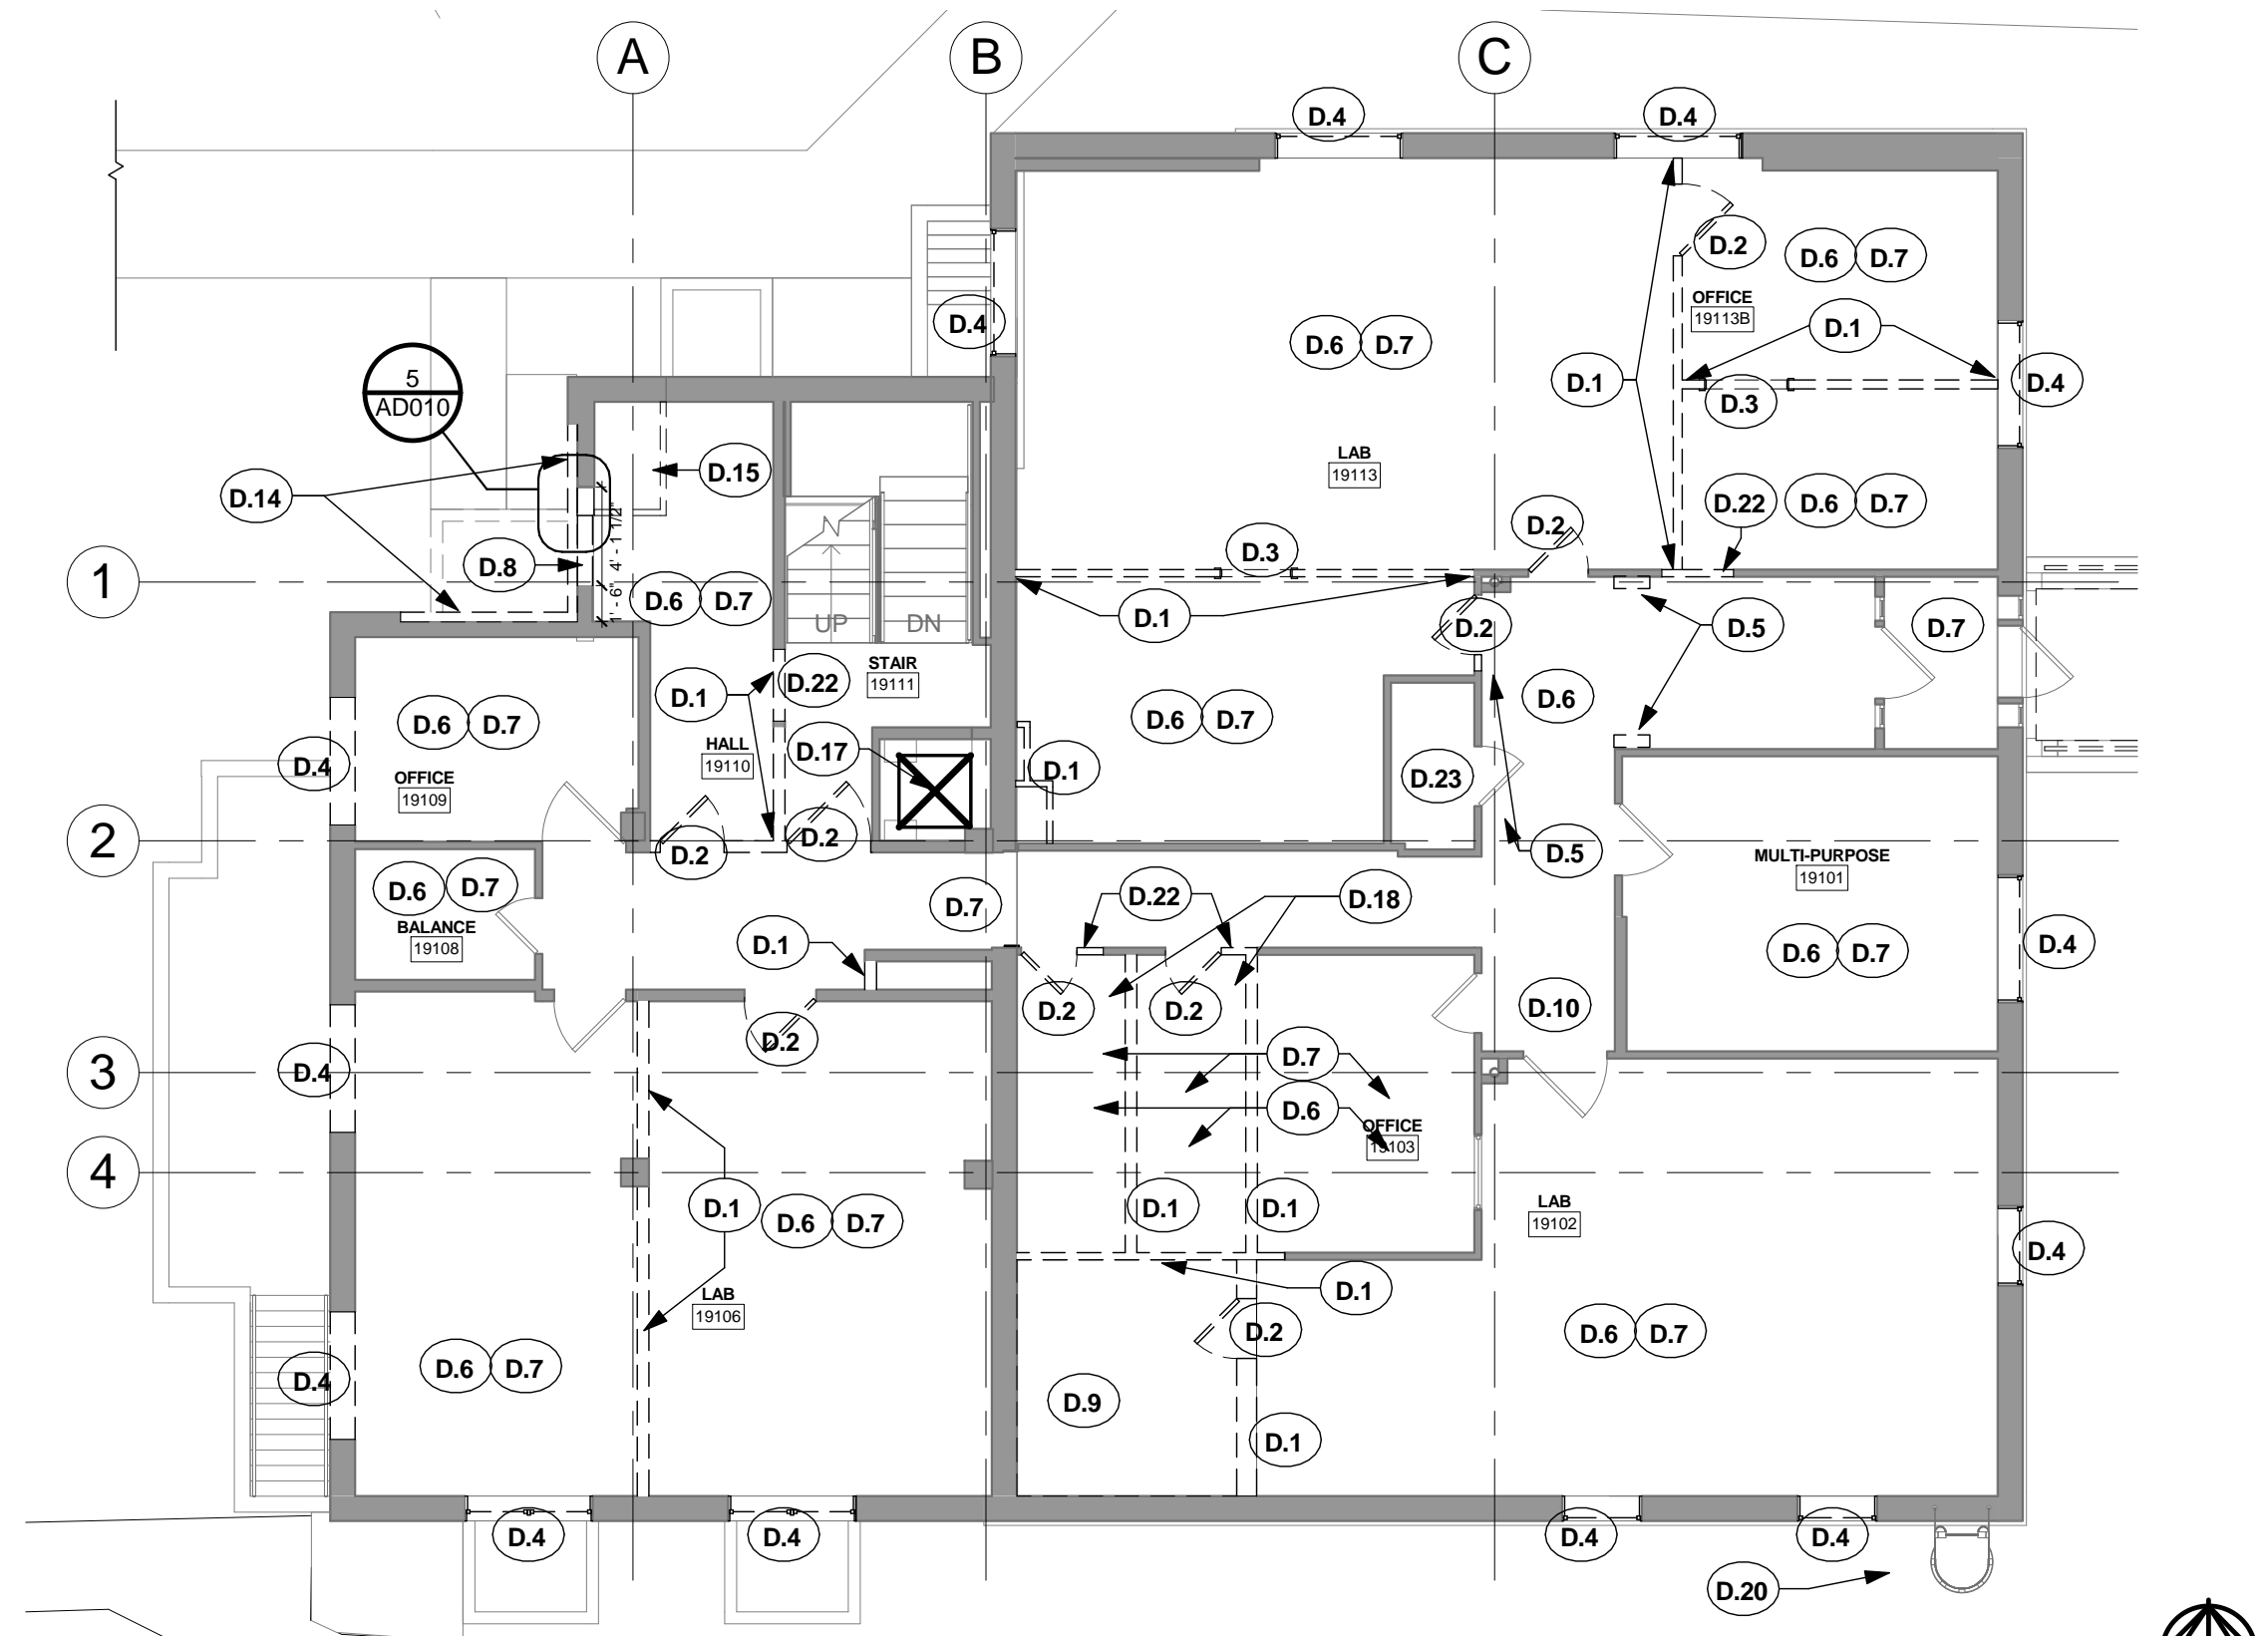 A
B
C
D.4
D.4
D.2
D.6
D.7
OFFICE
19113B
D.4
D.1
D.6
D.7
5
AD010
D.1
D.4
D.3
LAB
19113
D.15
D.14
D.22
D.6
D.7
D.2
D.3
D.8
4' - 1 1/2"
1' - 6"
1
D.6
D.7
UP
DN
D.1
D.2
D.5
D.7
STAIR
19111
D.22
D.1
D.6
D.6
D.7
D.6
D.7
HALL
19110
D.17
D.4
D.1
D.23
OFFICE
19109
2
D.2
D.2
D.5
MULTI-PURPOSE
19101
D.6
D.7
BALANCE
19108
D.7
D.22
D.18
D.1
D.6
D.7
D.4
D.2
D.2
D.10
D.2
D.7
3
D.4
D.6
OFFICE
19103
4
D.1
D.1
D.1
D.6
D.7
LAB
19102
D.4
D.1
LAB
19106
D.2
D.6
D.7
D.6
D.7
D.4
D.9
D.1
D.4
D.4
D.4
D.4
D.20